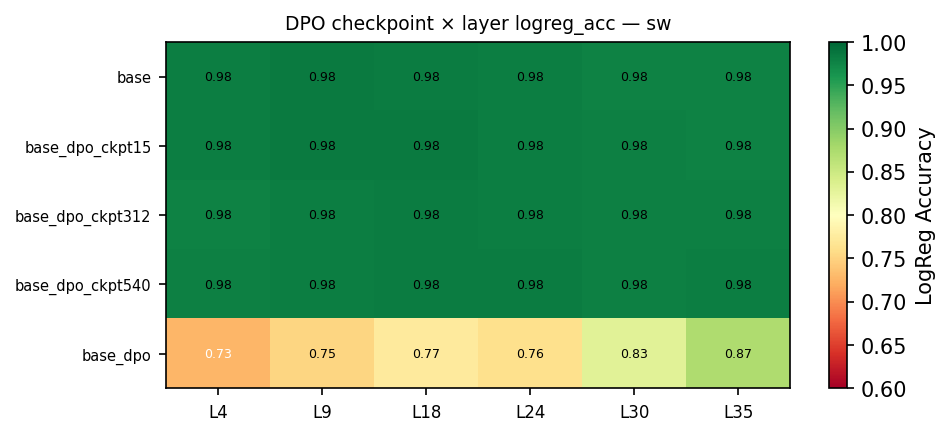 DPO checkpoint × layer logreg_acc — sw
base 0.98 0.98 0.98 0.98 0.98 0.98
base_dpo_ckpt15 0.98 0.98 0.98 0.98 0.98 0.98
base_dpo_ckpt312 0.98 0.98 0.98 0.98 0.98 0.98
base_dpo_ckpt540 0.98 0.98 0.98 0.98 0.98 0.98
base_dpo 0.73 0.75 0.77 0.76 0.83 0.87
L4 L9 L18 L24 L30 L35
1.00
0.95
0.90
0.85
0.80
0.75
0.70
0.65
0.60
LogReg Accuracy